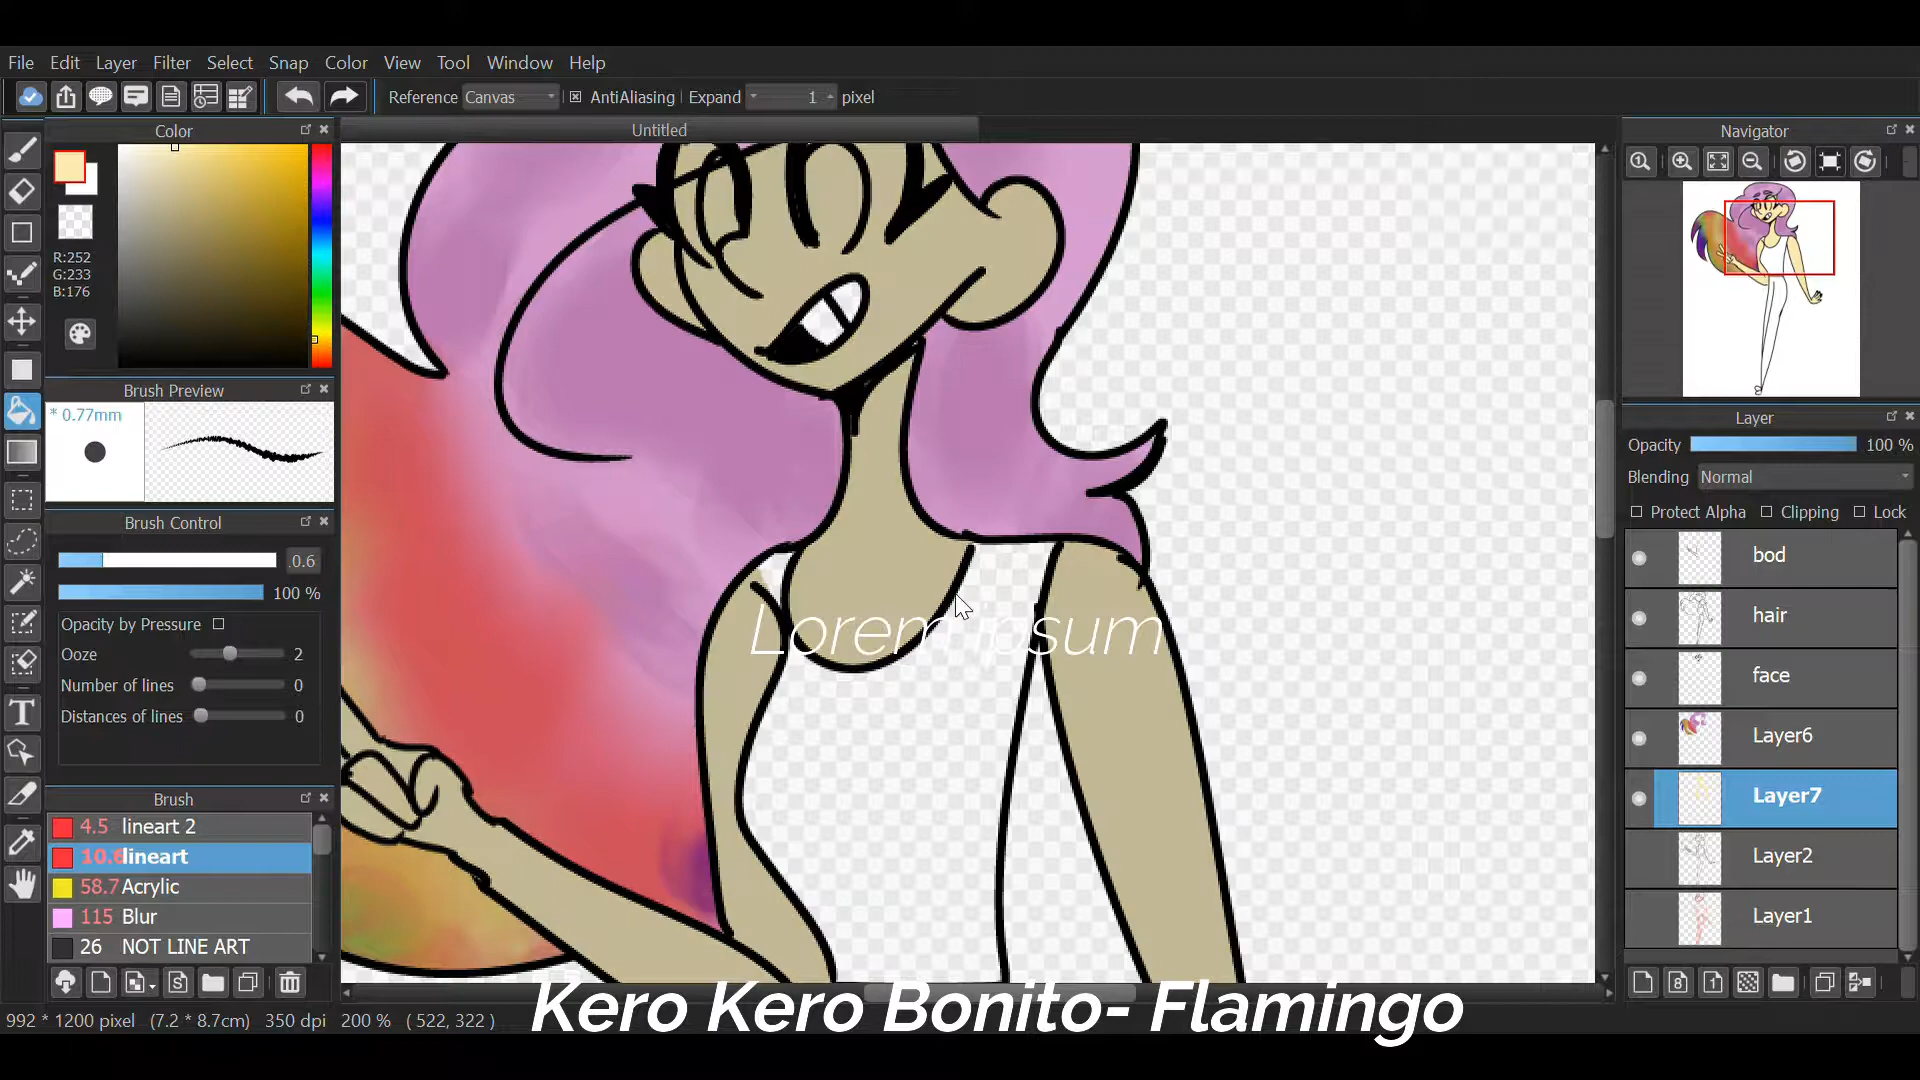 File Edit Layer Filter Select Snap Color View Tool Window Help
Reference Canvas AntiAliasing Expand 1 pixel
Color
Untitled
Navigator
R:252
G:233
B:176
Brush Preview
* 0.77mm
Brush Control
.0.6
100 %
Opacity by Pressure
Ooze 2
Number of lines 0
Distances of lines 0
Brush
4.5 lineart 2
10.6 lineart
58.7 Acrylic
115 Blur
26 NOT LINE ART
Lorem ipsum
Layer
Opacity 100 %
Blending Normal
Protect Alpha Clipping Lock
bod
hair
face
Layer6
Layer7
Layer2
Layer1
992 * 1200 pixel (7.2 * 8.7cm) 350 dpi 200 % ( 522, 322 )
Kero Kero Bonito- Flamingo